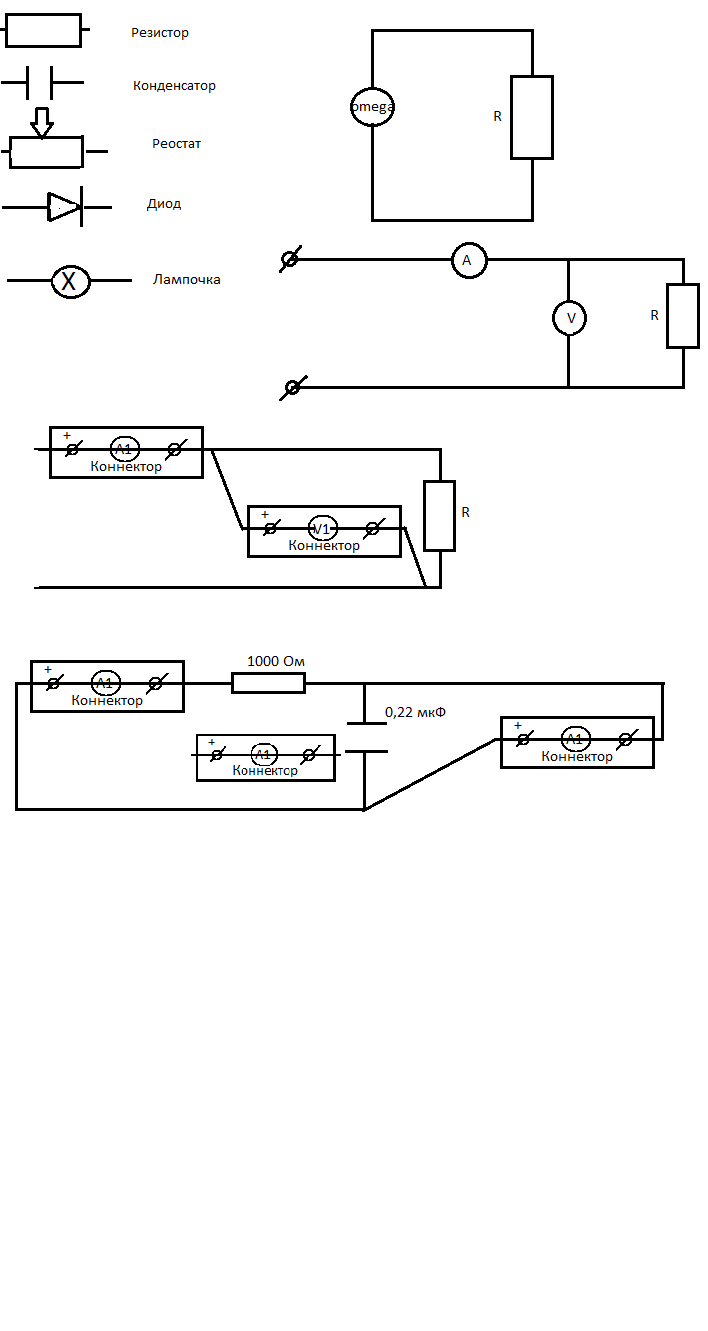 Резистор
Конденсатор
Реостат
Диод
X
Лампочка
omega
R
A
V
R
+
A1
Коннектор
+
V1
Коннектор
R
+
A1
Коннектор
1000 Ом
0,22 мкФ
+
A1
Коннектор
+
A1
Коннектор